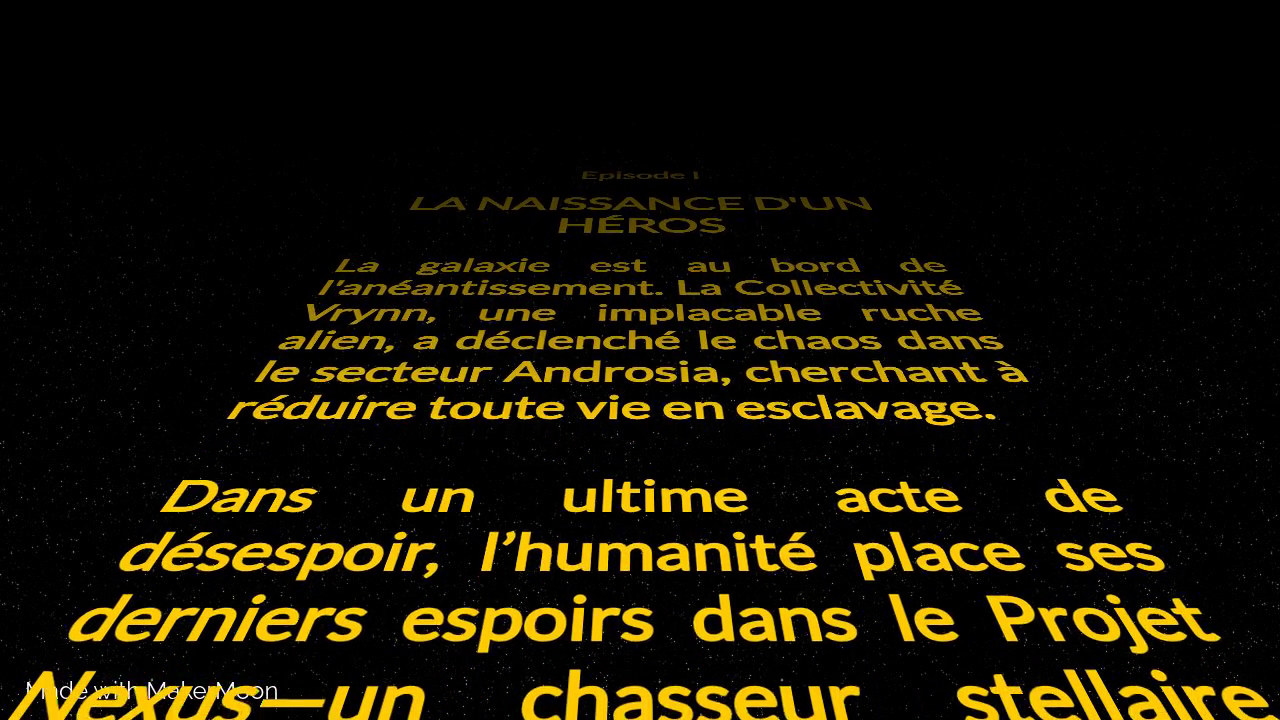 Episode I
LA NAISSANCE D'UN
HÉROS
La galaxie est au bord de
l'anéantissement. La Collectivité
Vrynn, une implacable ruche
alien, a déclenché le chaos dans
le secteur Androsia, cherchant à
réduire toute vie en esclavage.
Dans un ultime acte de
désespoir, l’humanité place ses
derniers espoirs dans le Projet
Nexus—un chasseur stellaire
Made with MakerMoon